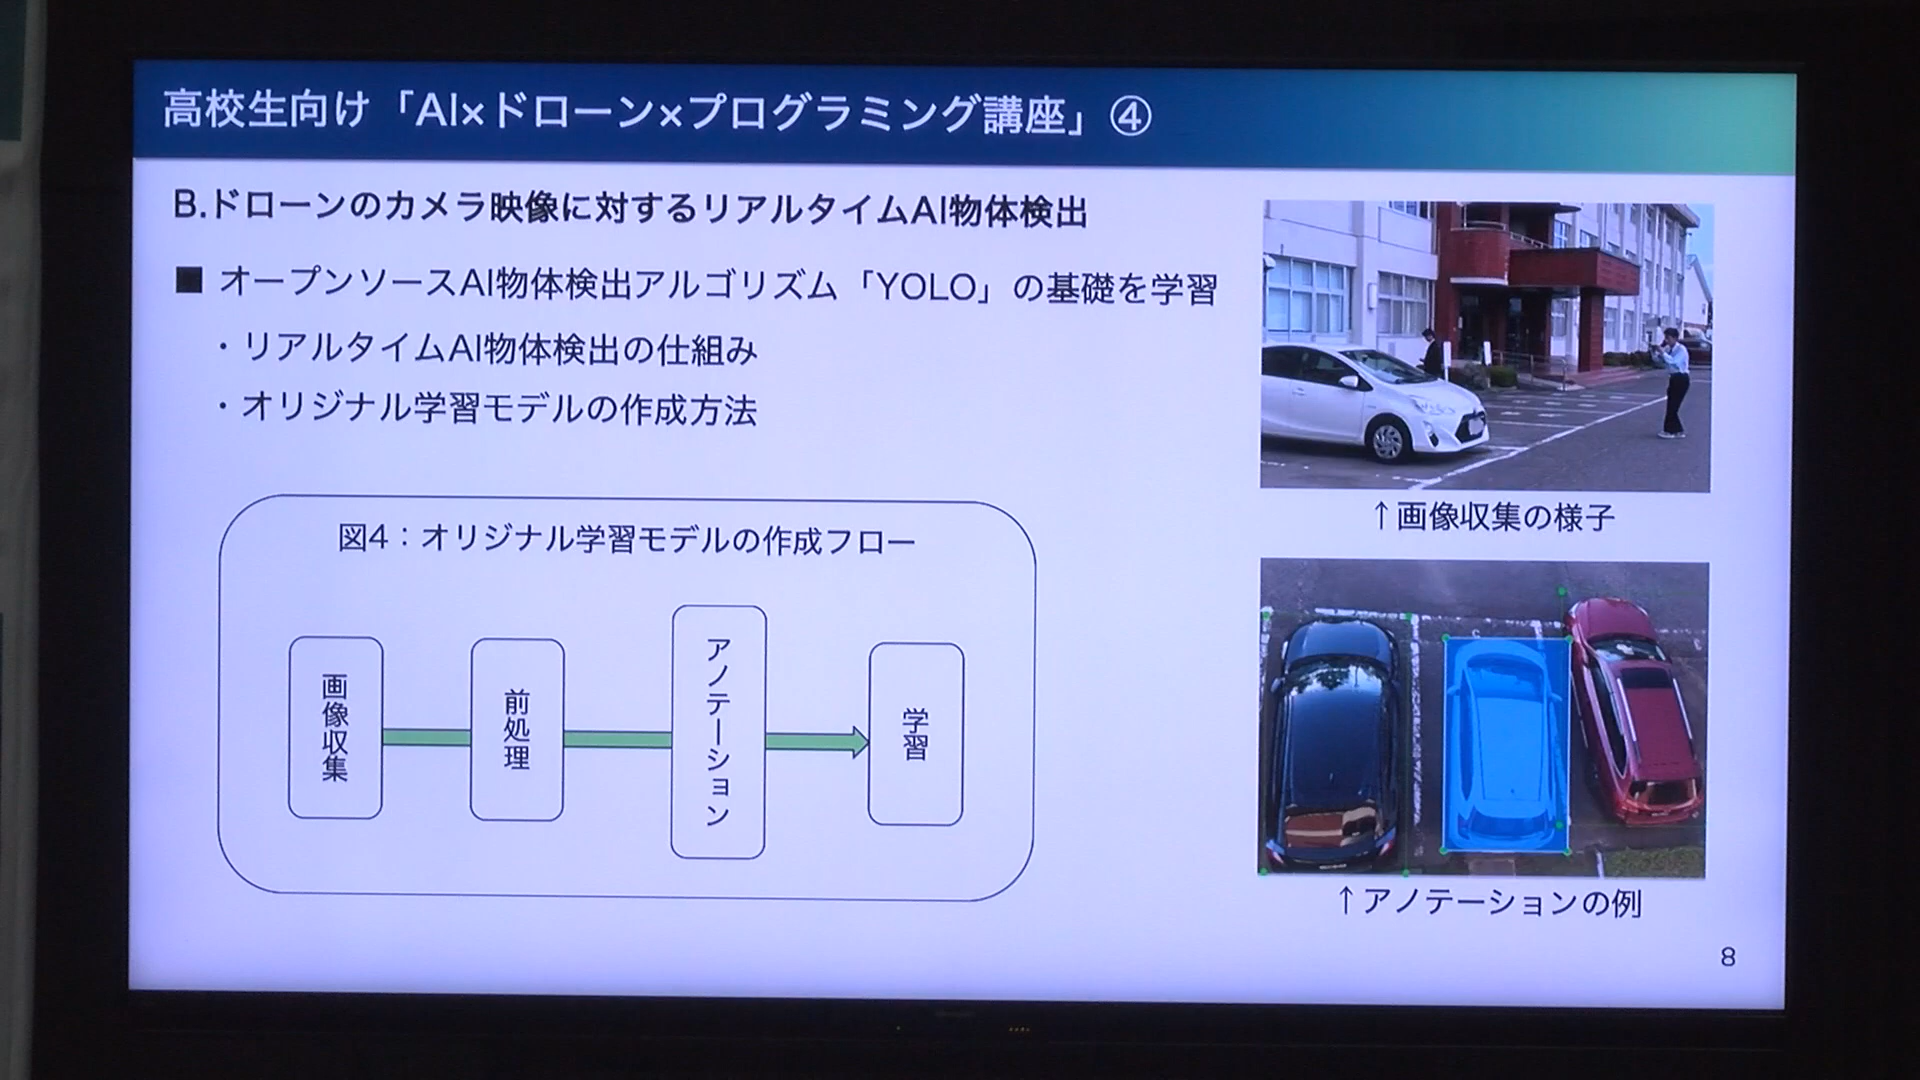 高校生向け「AI×ドローン×プログラミング講座」④
B.ドローンのカメラ映像に対するリアルタイムAI物体検出
■ オープンソースAI物体検出アルゴリズム「YOLO」の基礎を学習
・リアルタイムAI物体検出の仕組み
・オリジナル学習モデルの作成方法
図4：オリジナル学習モデルの作成フロー
画像収集
前処理
アノテーション
学習
↑画像収集の様子
↑アノテーションの例
8